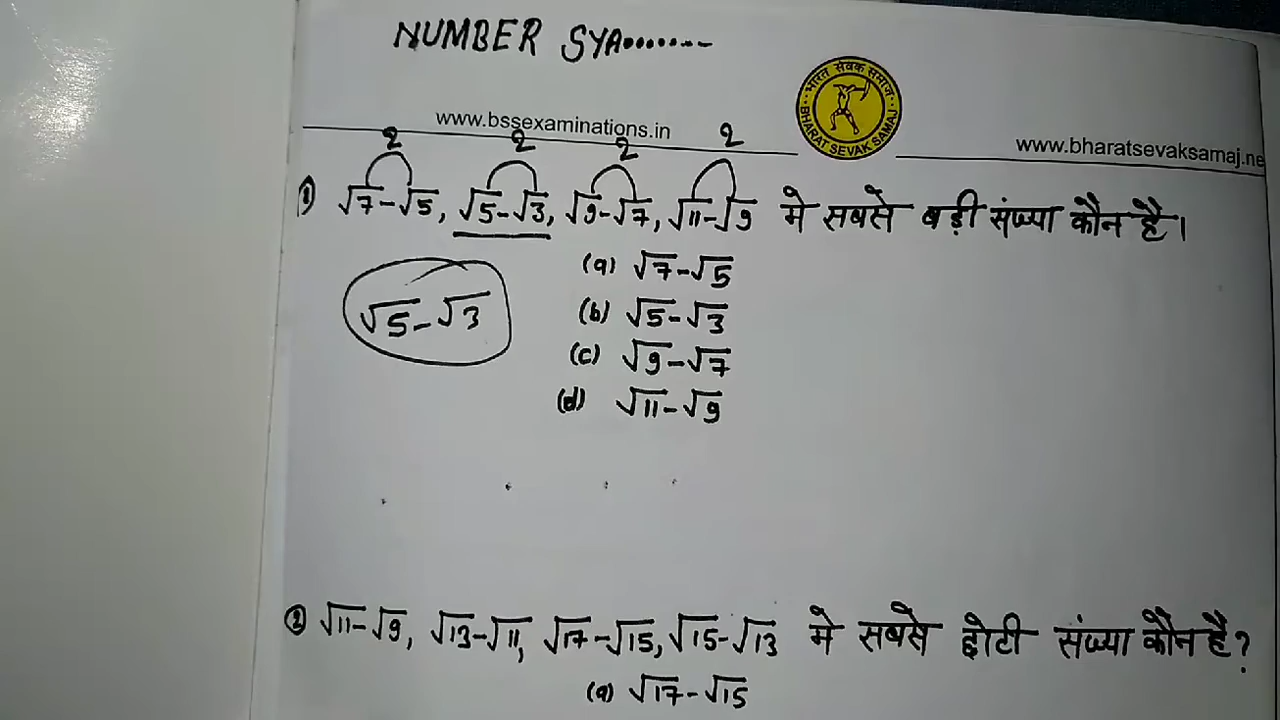 NUMBER SYA.......
भारत सेवक समाज
BHARAT SEVAK SAMAJ
www.bssexaminations.in
www.bharatsevaksamaj.ne
2 2 2 2
1) √7-√5, √5-√3, √9-√7, √11-√9 मे सबसे बड़ी संख्या कौन है।
(a) √7-√5
√5-√3
(b) √5-√3
(c) √9-√7
(d) √11-√9
2 √11-√9, √13-√11, √17-√15, √15-√13 मे सबसे छोटी संख्या कौन है?
(a) √17-√15